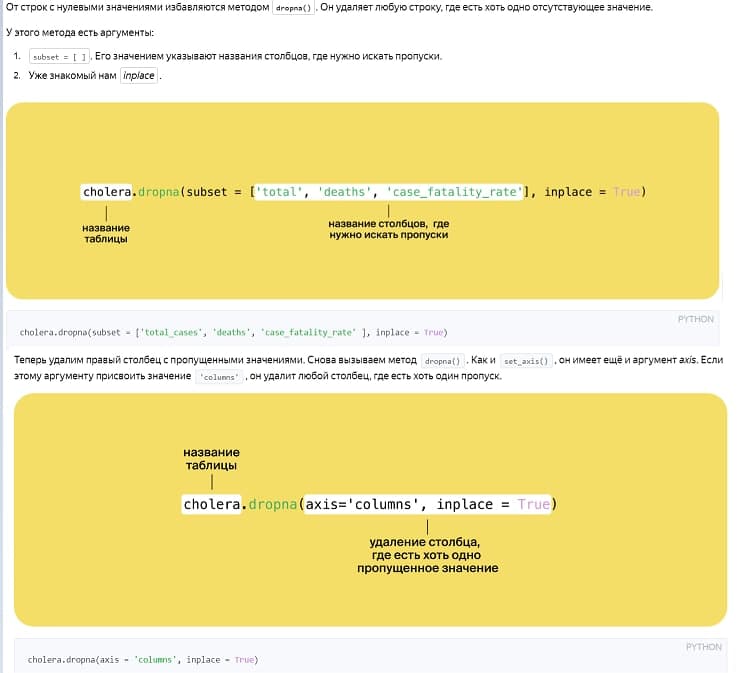 От строк с нулевыми значениями избавляются методом dropna() . Он удаляет любую строку, где есть хоть одно отсутствующее значение.
У этого метода есть аргументы:
1. subset = [ ] . Его значением указывают названия столбцов, где нужно искать пропуски.
2. Уже знакомый нам inplace .
cholera.dropna(subset = ['total', 'deaths', 'case_fatality_rate'], inplace = True)
название
таблицы
название столбцов, где
нужно искать пропуски
PYTHON
cholera.dropna(subset = ['total_cases', 'deaths', 'case_fatality_rate' ], inplace = True)
Теперь удалим правый столбец с пропущенными значениями. Снова вызываем метод dropna() . Как и set_axis() , он имеет ещё и аргумент axis. Если
этому аргументу присвоить значение 'columns' , он удалит любой столбец, где есть хоть один пропуск.
название
таблицы
cholera.dropna(axis='columns', inplace = True)
удаление столбца,
где есть хоть одно
пропущенное значение
PYTHON
cholera.dropna(axis = 'columns', inplace = True)